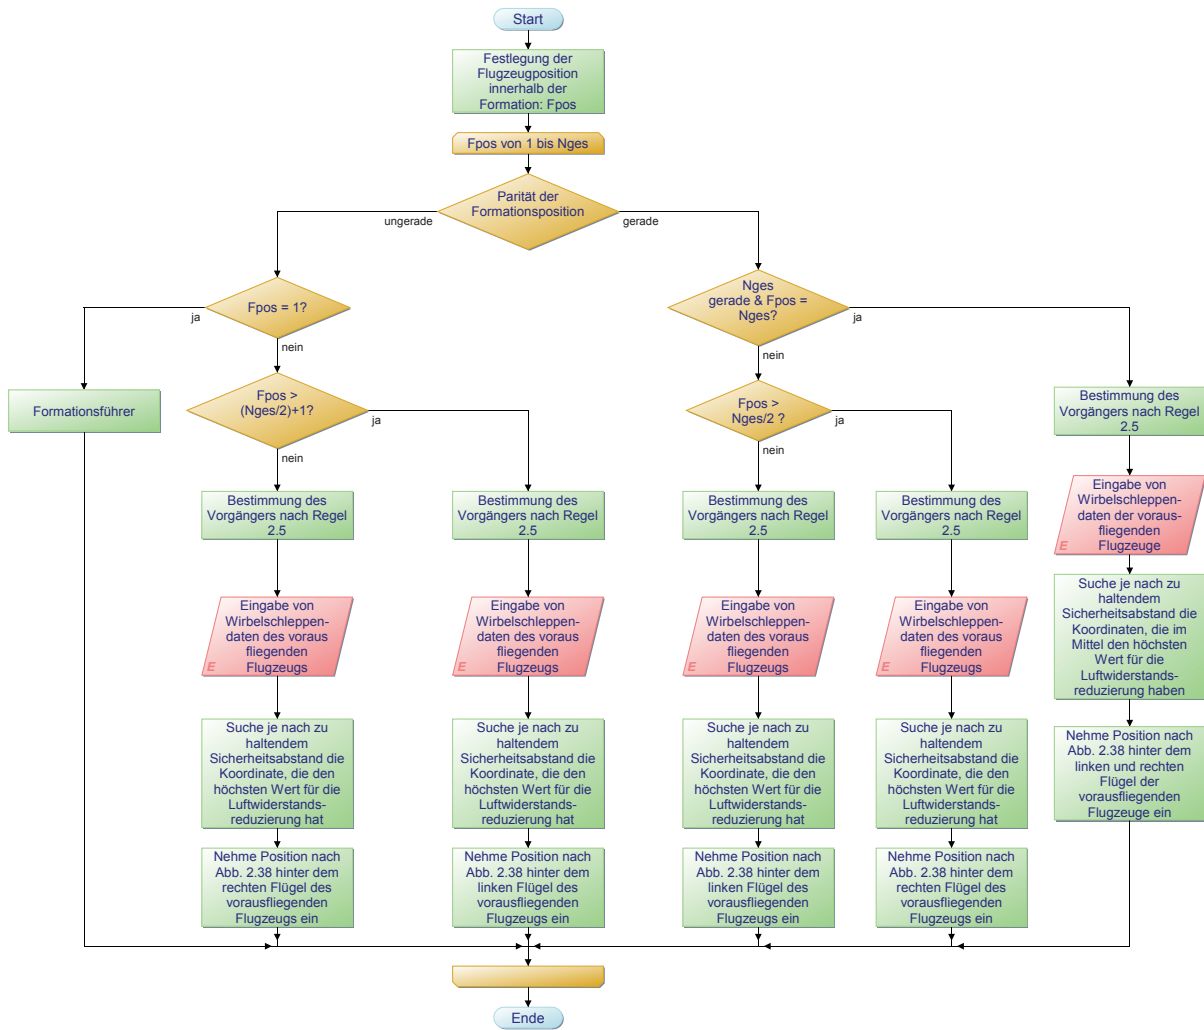 Start
Festlegung der
Flugzeugposition
innerhalb der
Formation: Fpos
Fpos von 1 bis Nges
Parität der
Formationsposition
ungerade
gerade
Fpos = 1?
ja
nein
Nges
gerade & Fpos =
Nges?
ja
nein
Formationsführer
Fpos >
(Nges/2)+1?
ja
nein
Fpos >
Nges/2 ?
ja
nein
Bestimmung des
Vorgängers nach Regel
2.5
Eingabe von
Wirbelschleppen-
daten der voraus-
fliegenden
Flugzeuge
E
Suche je nach zu
haltendem
Sicherheitsabstand die
Koordinaten, die im
Mittel den höchsten
Wert für die
Luftwiderstands-
reduzierung haben
Nehme Position nach
Abb. 2.38 hinter dem
linken und rechten
Flügel der
vorausfliegenden
Flugzeuge ein
Bestimmung des
Vorgängers nach Regel
2.5
Eingabe von
Wirbelschleppen-
daten des voraus
fliegenden
Flugzeugs
E
Suche je nach zu
haltendem
Sicherheitsabstand die
Koordinate, die den
höchsten Wert für die
Luftwiderstands-
reduzierung hat
Nehme Position nach
Abb. 2.38 hinter dem
rechten Flügel des
vorausfliegenden
Flugzeugs ein
Bestimmung des
Vorgängers nach Regel
2.5
Eingabe von
Wirbelschleppen-
daten des voraus
fliegenden
Flugzeugs
E
Suche je nach zu
haltendem
Sicherheitsabstand die
Koordinate, die den
höchsten Wert für die
Luftwiderstands-
reduzierung hat
Nehme Position nach
Abb. 2.38 hinter dem
linken Flügel des
vorausfliegenden
Flugzeugs ein
Bestimmung des
Vorgängers nach Regel
2.5
Eingabe von
Wirbelschleppen-
daten des voraus
fliegenden
Flugzeugs
E
Suche je nach zu
haltendem
Sicherheitsabstand die
Koordinate, die den
höchsten Wert für die
Luftwiderstands-
reduzierung hat
Nehme Position nach
Abb. 2.38 hinter dem
linken Flügel des
vorausfliegenden
Flugzeugs ein
Bestimmung des
Vorgängers nach Regel
2.5
Eingabe von
Wirbelschleppen-
daten des voraus
fliegenden
Flugzeugs
E
Suche je nach zu
haltendem
Sicherheitsabstand die
Koordinate, die den
höchsten Wert für die
Luftwiderstands-
reduzierung hat
Nehme Position nach
Abb. 2.38 hinter dem
rechten Flügel des
vorausfliegenden
Flugzeugs ein
Ende